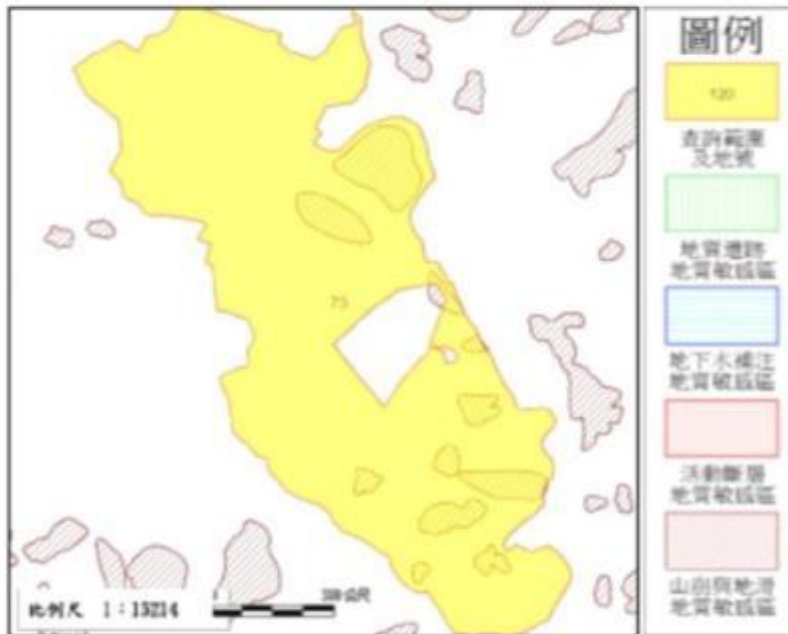 圖例
120
查詢範圍
及地號
地質遺跡
地質敏感區
地下水補注
地質敏感區
活動斷層
地質敏感區
山崩與地滑
地質敏感區
73
比例尺 1:15214